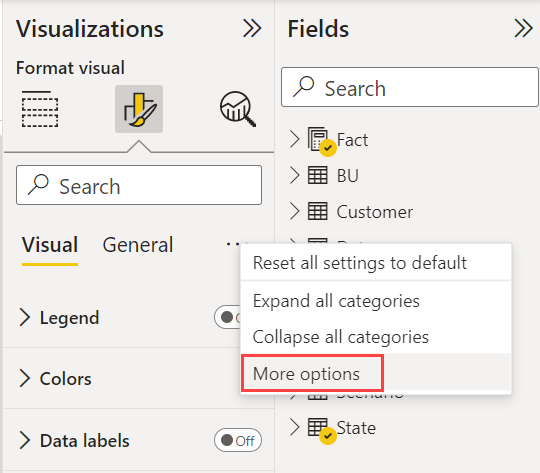 Visualizations
Format visual
Search
Visual General
Legend
Colors
Data labels Off
Fields
Search
Fact
BU
Customer
Reset all settings to default
Expand all categories
Collapse all categories
More options
Scenario
State